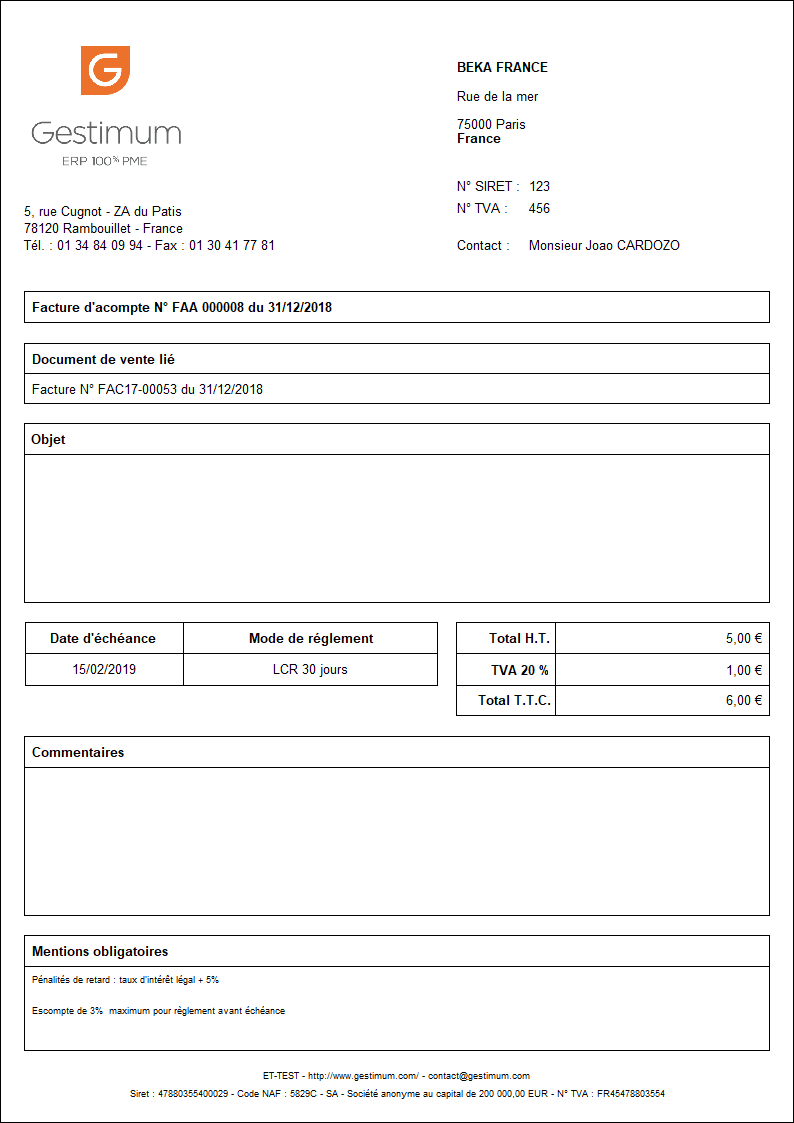 G
Gestimum
ERP 100% PME
5, rue Cugnot - ZA du Patis
78120 Rambouillet - France
Tél. : 01 34 84 09 94 - Fax : 01 30 41 77 81
BEKA FRANCE
Rue de la mer
75000 Paris
France
N° SIRET : 123
N° TVA : 456
Contact : Monsieur Joao CARDOZO
Facture d'acompte N° FAA 000008 du 31/12/2018
Document de vente lié
Facture N° FAC17-00053 du 31/12/2018
Objet
Date d'échéance Mode de réglement
15/02/2019 LCR 30 jours
Total H.T. 5,00 €
TVA 20 % 1,00 €
Total T.T.C. 6,00 €
Commentaires
Mentions obligatoires
Pénalités de retard : taux d'intérêt légal + 5%
Escompte de 3% maximum pour règlement avant échéance
ET-TEST - http://www.gestimum.com/ - contact@gestimum.com
Siret : 47880355400029 - Code NAF : 5829C - SA - Société anonyme au capital de 200 000,00 EUR - N° TVA : FR45478803554